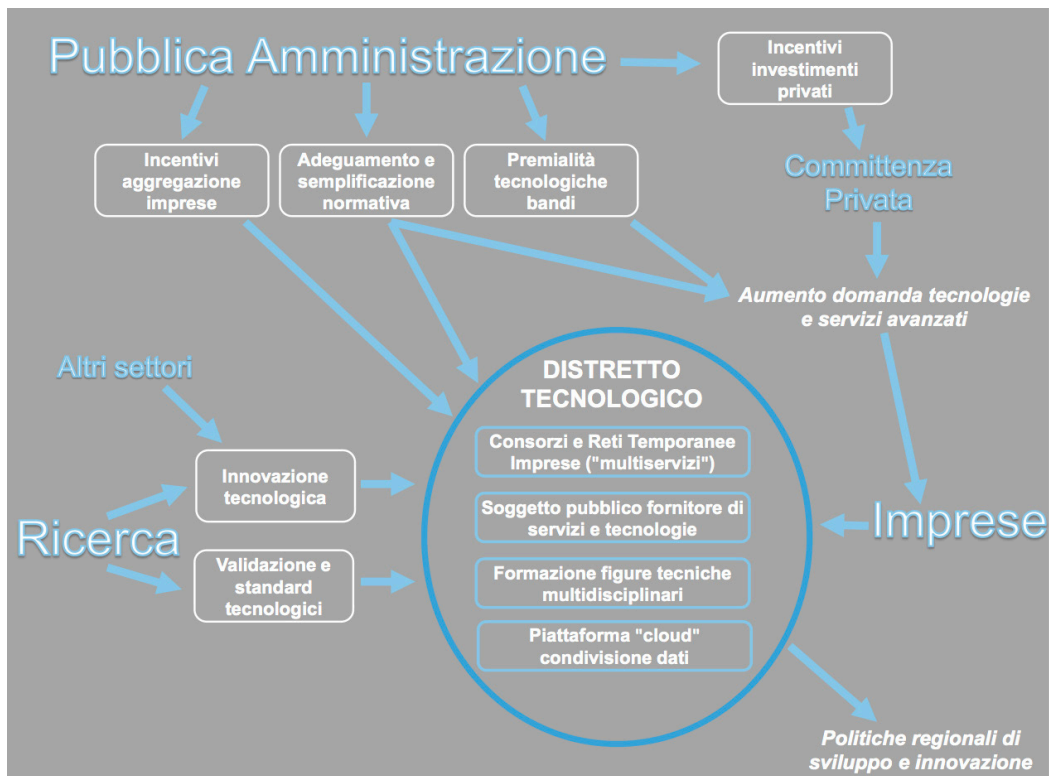 Pubblica Amministrazione
Incentivi
investimenti
privati
Incentivi
aggregazione
imprese
Adeguamento e
semplificazione
normativa
Premialità
tecnologiche
bandi
Committenza
Privata
Aumento domanda tecnologie
e servizi avanzati
Altri settori
Innovazione
tecnologica
Ricerca
Validazione e
standard
tecnologici
DISTRETTO
TECNOLOGICO
Consorzi e Reti Temporanee
Imprese ("multiservizi")
Soggetto pubblico fornitore di
servizi e tecnologie
Formazione figure tecniche
multidisciplinari
Piattaforma "cloud"
condivisione dati
Imprese
Politiche regionali di
sviluppo e innovazione